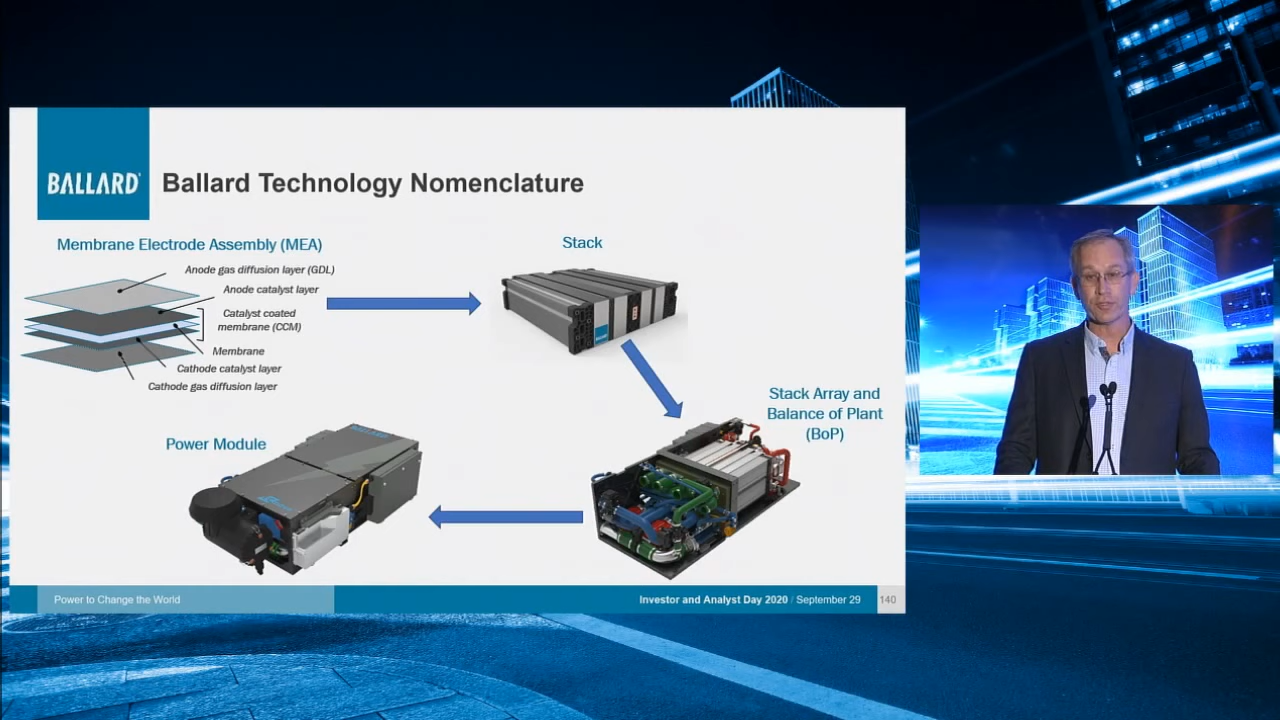 BALLARD
Ballard Technology Nomenclature
Membrane Electrode Assembly (MEA)
Anode gas diffusion layer (GDL)
Anode catalyst layer
Catalyst coated
membrane (CCM)
Membrane
Cathode catalyst layer
Cathode gas diffusion layer
Stack
Stack Array and
Balance of Plant
(BoP)
Power Module
BALLARD
Power to Change the World
Investor and Analyst Day 2020 / September 29
140